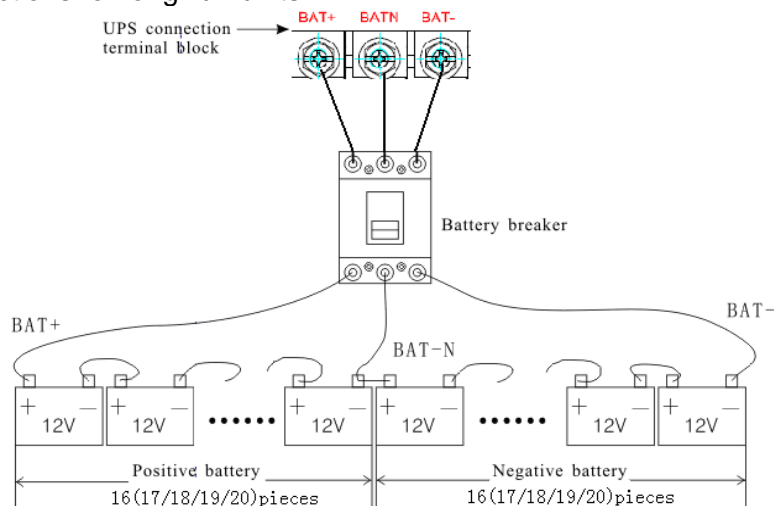 UPS connection
terminal block
BAT+ BATN BAT-
Battery breaker
BAT+
BAT-N
BAT-
+ 12V —
+ 12V —
+ 12V —
+ 12V —
+ 12V —
+ 12V —
Positive battery
16(17/18/19/20)pieces
Negative battery
16(17/18/19/20)pieces